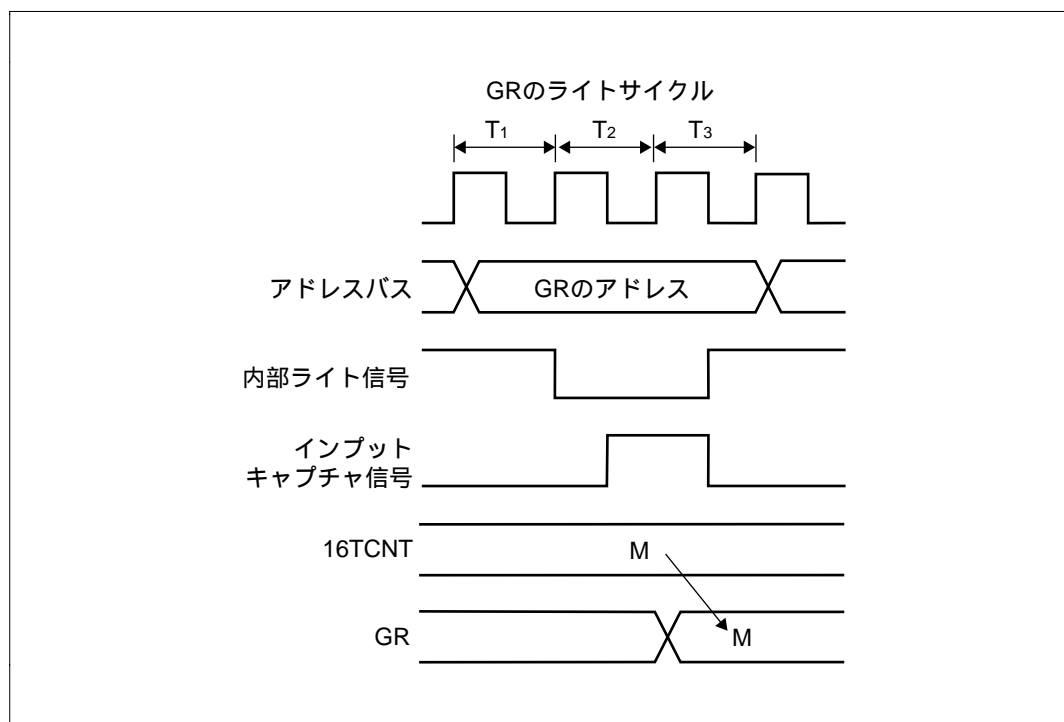 GRのライトサイクル
T1 T2 T3
アドレスバス GRのアドレス
内部ライト信号
インプット
キャプチャ信号
16TCNT M
GR M